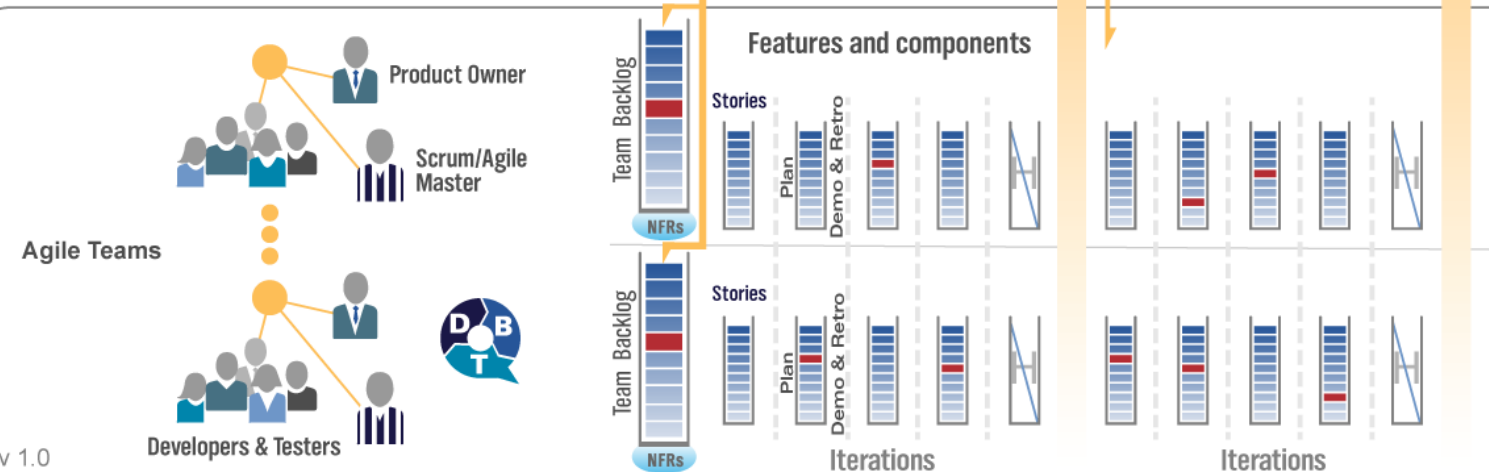 Product Owner
Scrum/Agile
Master
Agile Teams
D B
T
Developers & Testers
v 1.0
Team Backlog
NFRs
Features and components
Stories
Plan
Demo & Retro
H
H
Team Backlog
NFRs
Stories
Plan
Demo & Retro
H
H
Iterations
Iterations